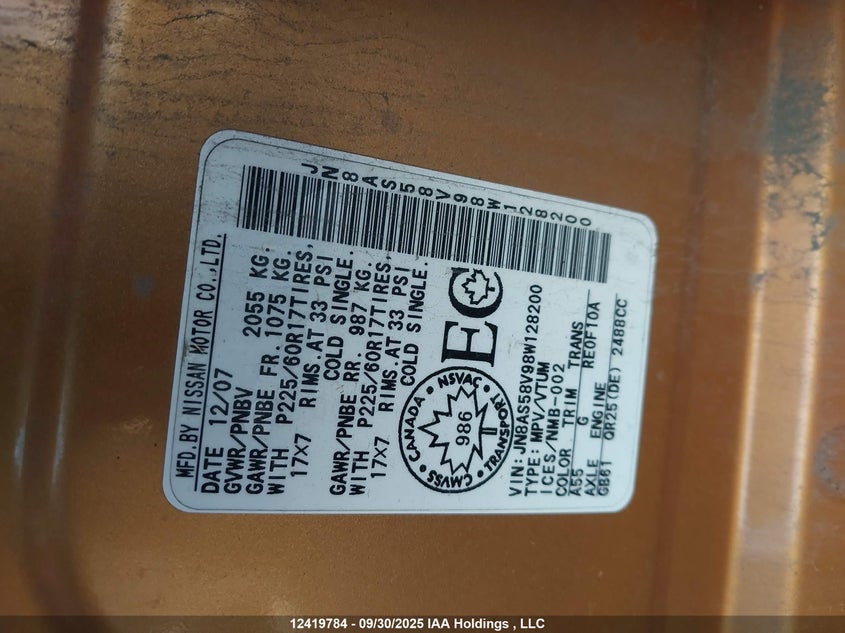 MFD.BY NISSAN MOTOR CO.,LTD.
DATE 12/07
GVWR/PNBV 2055 KG.
GAWR/PNBE FR.1075 KG.
WITH P225/60R17TIRES,
17X7 RIMS.AT 33 PSI
COLD SINGLE.
GAWR/PNBE RR. 987 KG.
WITH P225/60R17TIRES,
17X7 RIMS.AT 33 PSI
COLD SINGLE.
CANADA • NSVAC • TRANSPORT • CMVSS •
986
T
EC
VIN:JN8AS58V98W128200
TYPE:MPV/VTUM
ICES/NMB-002
COLOR TRIM TRANS
A55 G RE0F10A
AXLE ENGINE
GB61 QR25(DE) 2488CC
JN8AS58V98W128200
12419784 - 09/30/2025 IAA Holdings , LLC